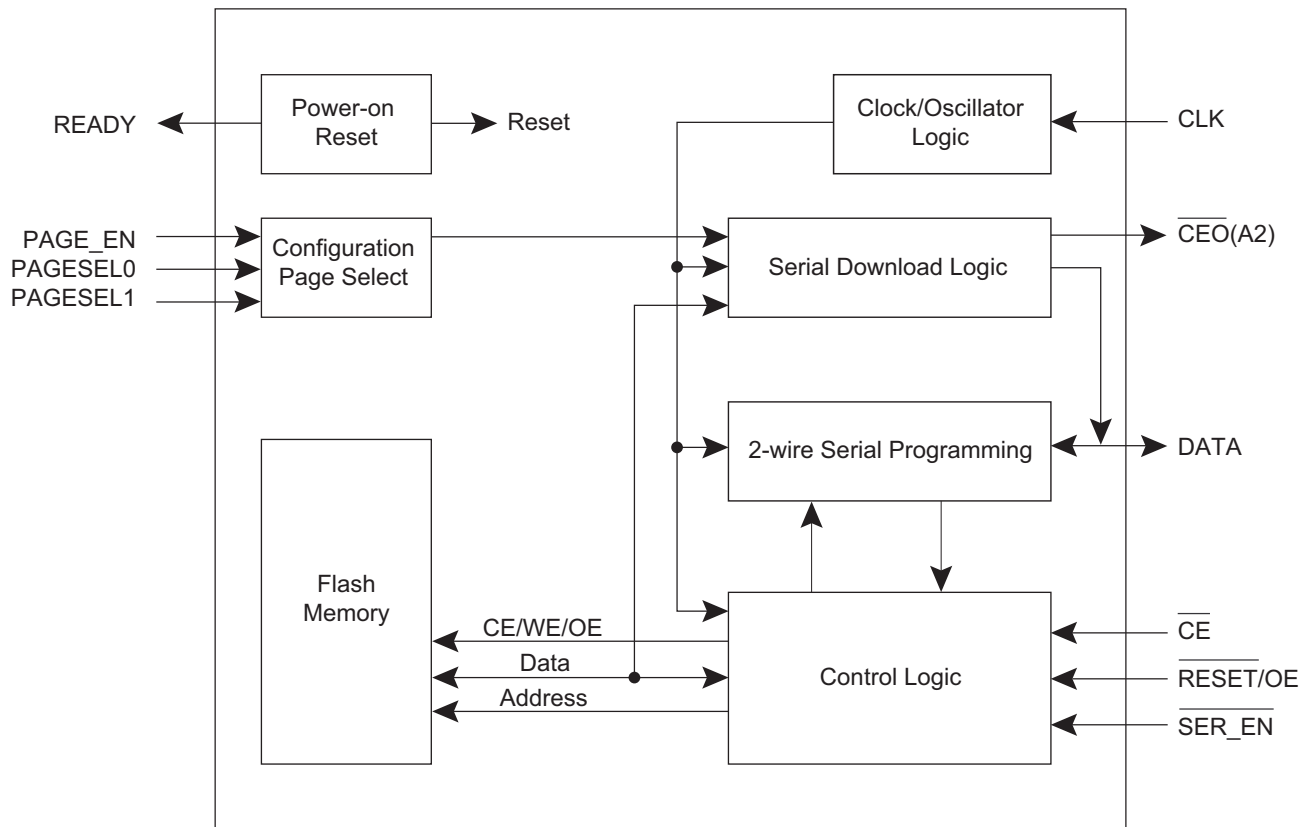 READY
Power-on
Reset
Reset
Clock/Oscillator
Logic
CLK
PAGE_EN
PAGESEL0
PAGESEL1
Configuration
Page Select
Serial Download Logic
CEO(A2)
2-wire Serial Programming
DATA
Flash
Memory
CE/WE/OE
Data
Address
Control Logic
CE
RESET/OE
SER_EN